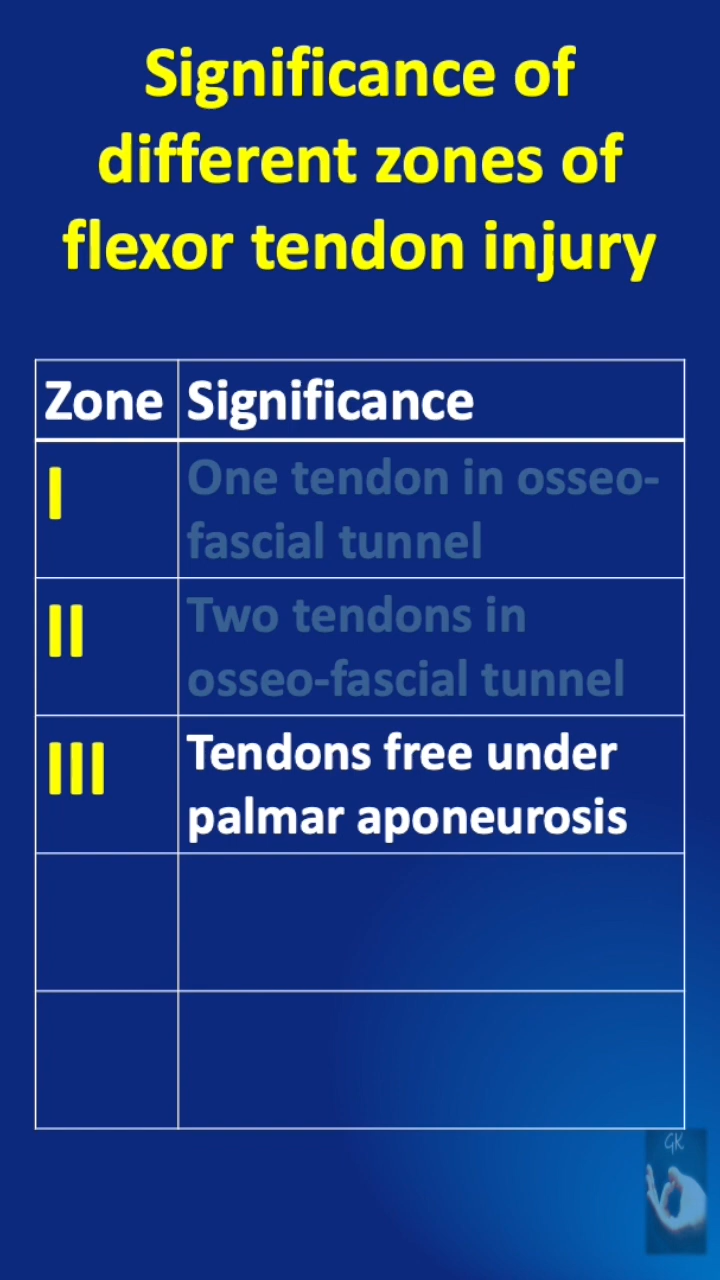 Significance of
different zones of
flexor tendon injury
Zone Significance
I One tendon in osseo-
fascial tunnel
II Two tendons in
osseo-fascial tunnel
III Tendons free under
palmar aponeurosis
GK